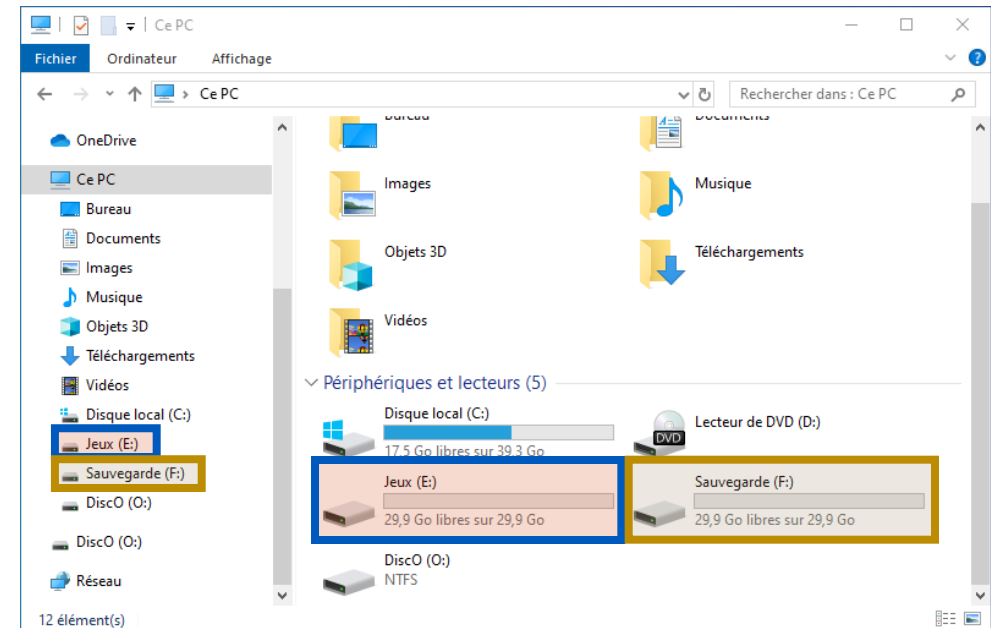 Ce PC
Fichier Ordinateur Affichage
Ce PC
Rechercher dans : Ce PC
OneDrive
Ce PC
Bureau
Documents
Images
Musique
Objets 3D
Téléchargements
Vidéos
Disque local (C:)
Jeux (E:)
Sauvegarde (F:)
DiscO (O:)
DiscO (O:)
Réseau
Bureau
Documents
Images
Musique
Objets 3D
Téléchargements
Vidéos
Périphériques et lecteurs (5)
Disque local (C:)
17,5 Go libres sur 39,3 Go
Lecteur de DVD (D:)
DVD
Jeux (E:)
29,9 Go libres sur 29,9 Go
Sauvegarde (F:)
29,9 Go libres sur 29,9 Go
DiscO (O:)
NTFS
12 élément(s)